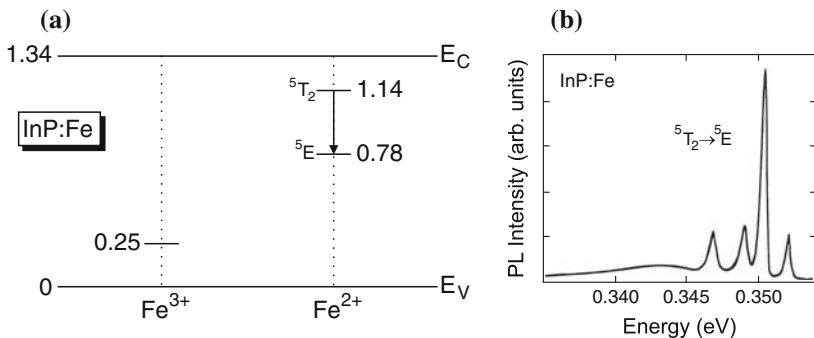 (a)
1.34
E_C
⁵T₂ 1.14
InP:Fe
⁵E 0.78
0.25
0
E_V
Fe³⁺
Fe²⁺
(b)
InP:Fe
⁵T₂→⁵E
PL Intensity (arb. units)
0.340 0.345 0.350
Energy (eV)